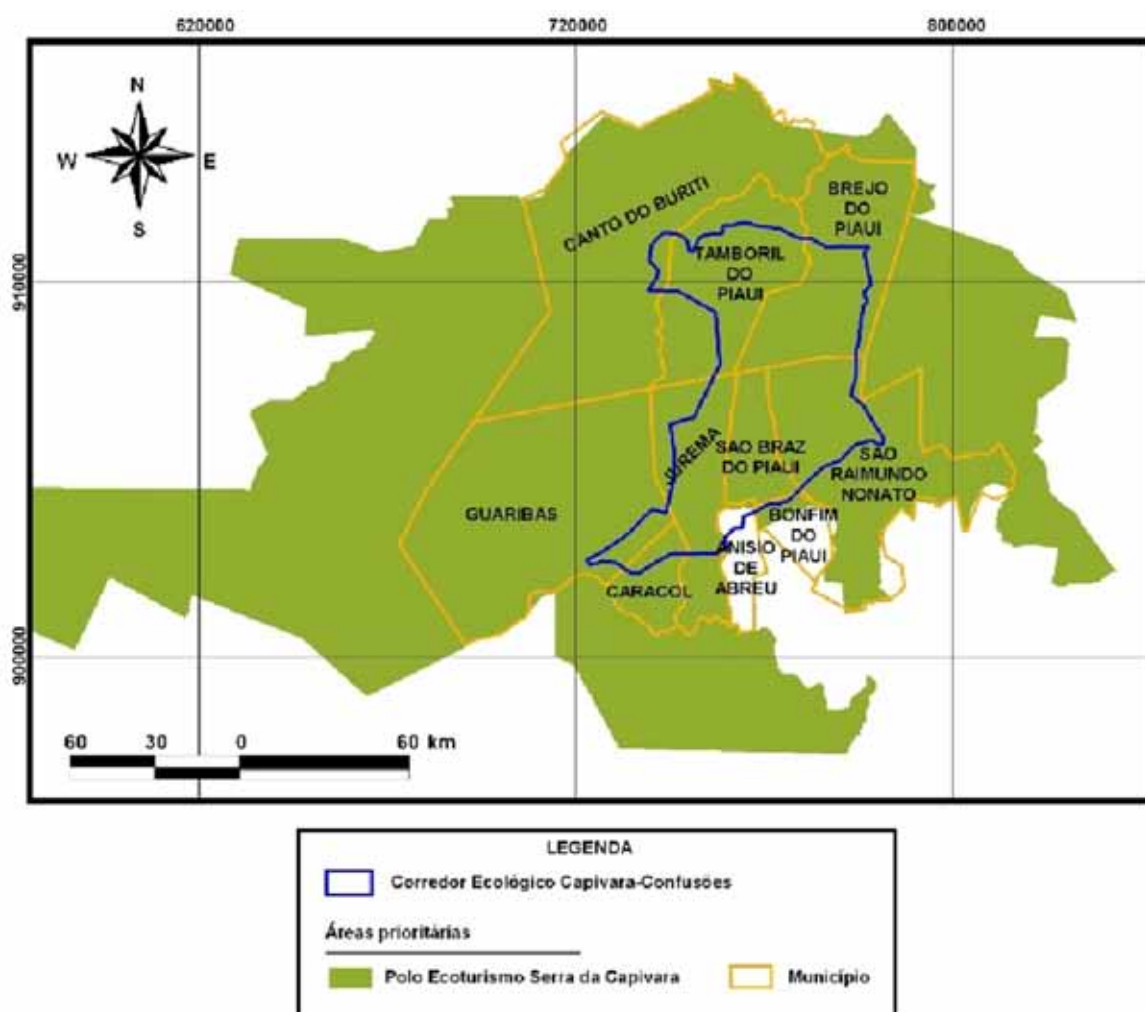 620000 720000 800000
N
W E
S
CANTO DO BURITI
BREJO
DO
PIAUI
TAMBORIL
DO
PIAUI
910000
JUREMA
SAO BRAZ
DO PIAUI
SAO
RAIMUNDO
NONATO
GUARIBAS
BONFIM
DO
PIAUI
ANISIO
DE
ABREU
CARACOL
900000
60 30 0 60 km
LEGENDA
Corredor Ecológico Capivara-Confusões
Áreas prioritárias
Polo Ecoturismo Serra da Capivara Município